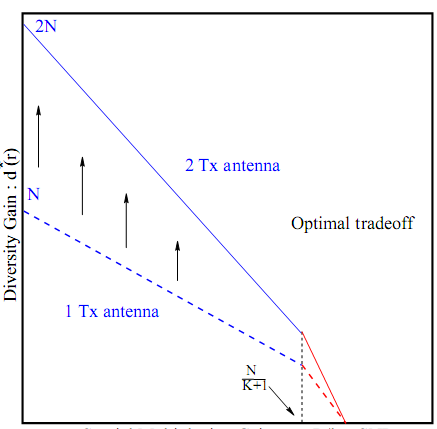 2N
Diversity Gain : d*(r)
2 Tx antenna
N
Optimal tradeoff
1 Tx antenna
N
K+1